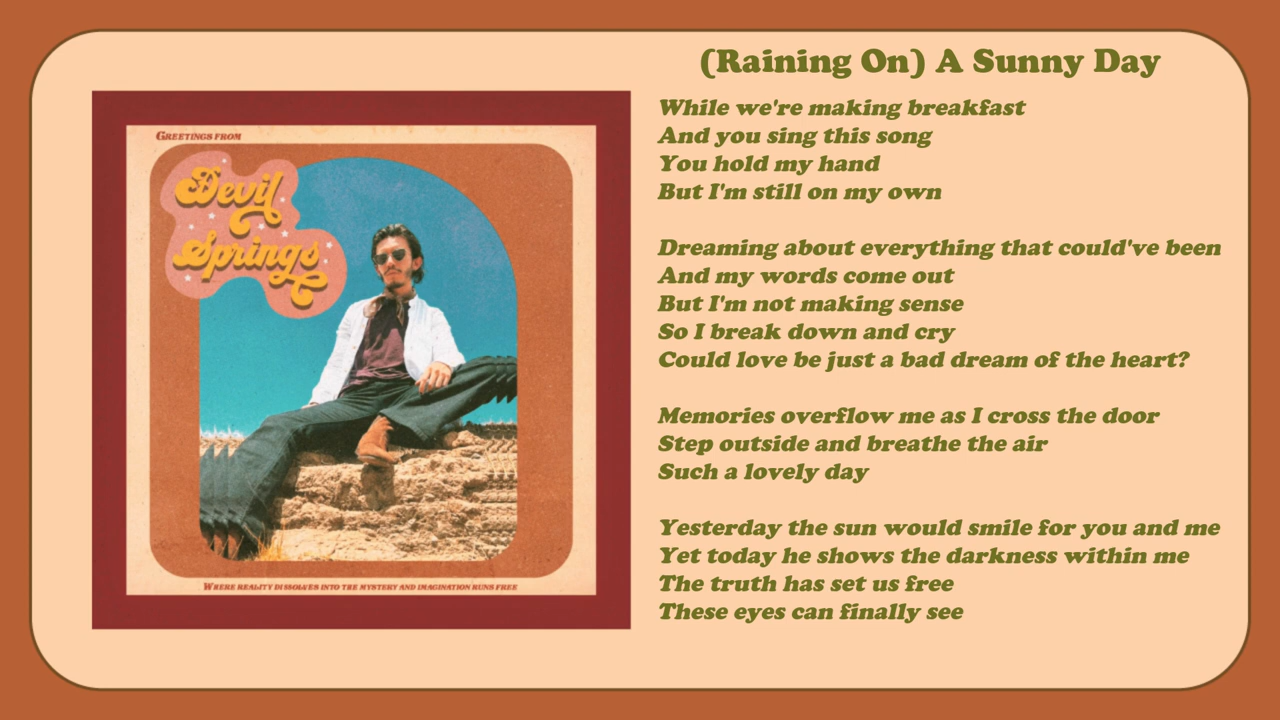 GREETINGS FROM
Devil
Springs
WHERE REALITY DISSOLVES INTO THE MYSTERY AND IMAGINATION RUNS FREE
(Raining On) A Sunny Day
While we're making breakfast
And you sing this song
You hold my hand
But I'm still on my own
Dreaming about everything that could've been
And my words come out
But I'm not making sense
So I break down and cry
Could love be just a bad dream of the heart?
Memories overflow me as I cross the door
Step outside and breathe the air
Such a lovely day
Yesterday the sun would smile for you and me
Yet today he shows the darkness within me
The truth has set us free
These eyes can finally see